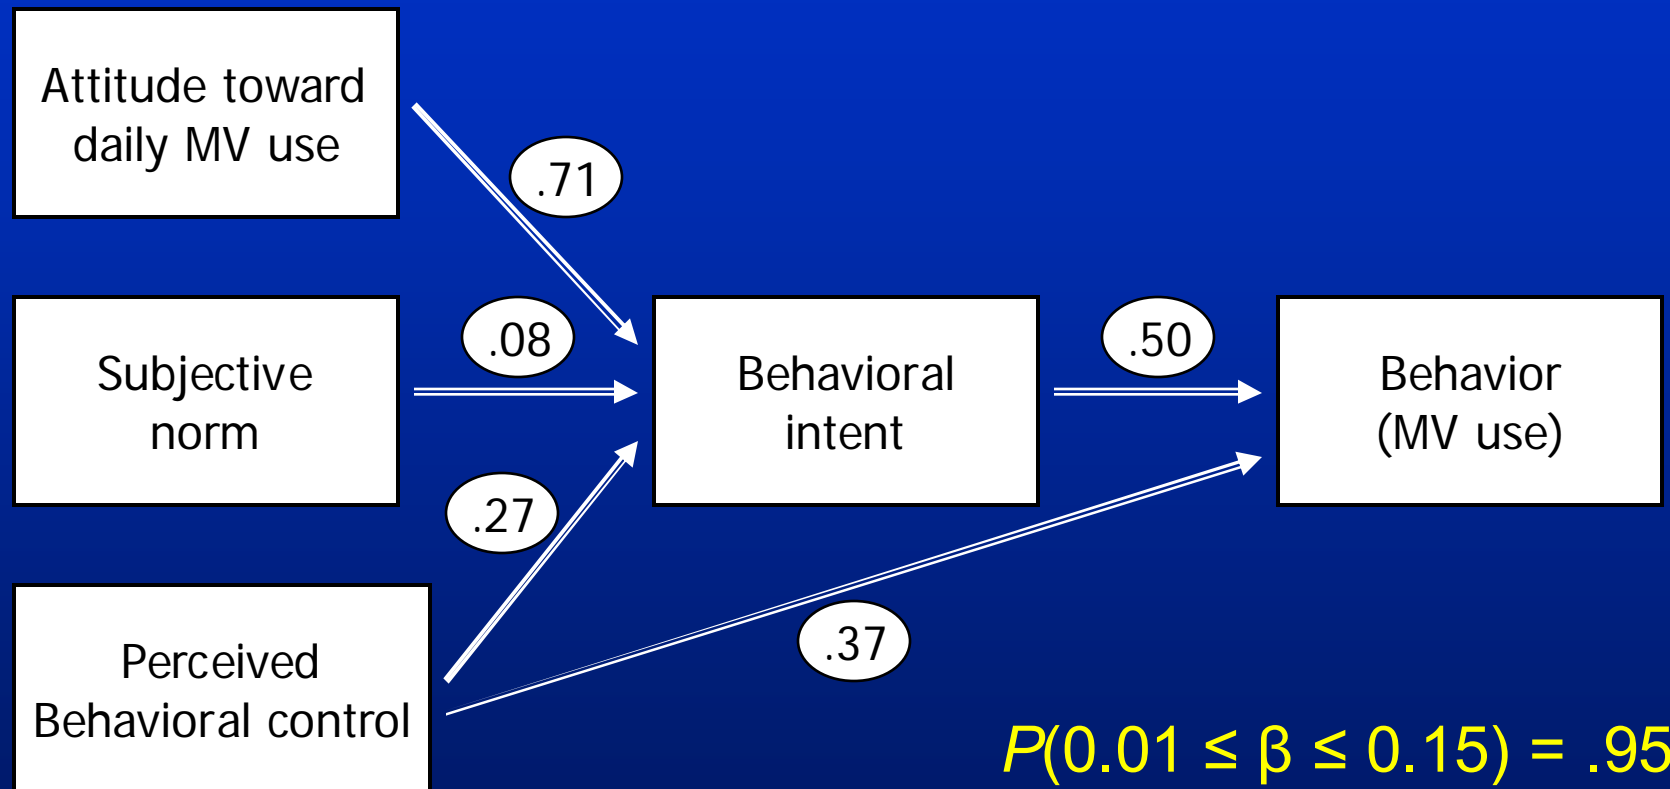 Attitude toward
daily MV use
.71
Subjective
norm
.08
Behavioral
intent
.50
Behavior
(MV use)
.27
Perceived
Behavioral control
.37
P(0.01 ≤ β ≤ 0.15) = .95